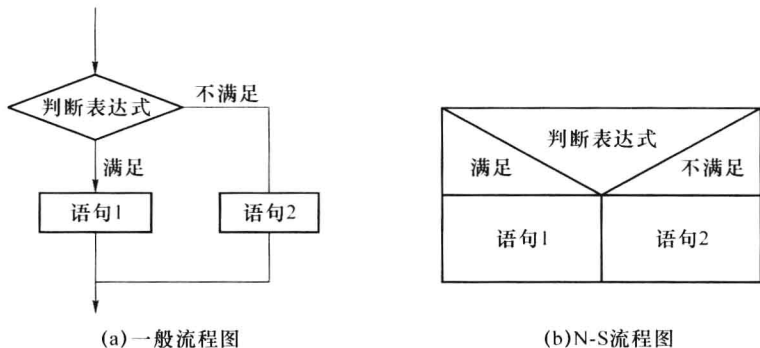 判断表达式
不满足
满足
语句1
语句2
(a)一般流程图
判断表达式
满足
不满足
语句1
语句2
(b)N-S流程图